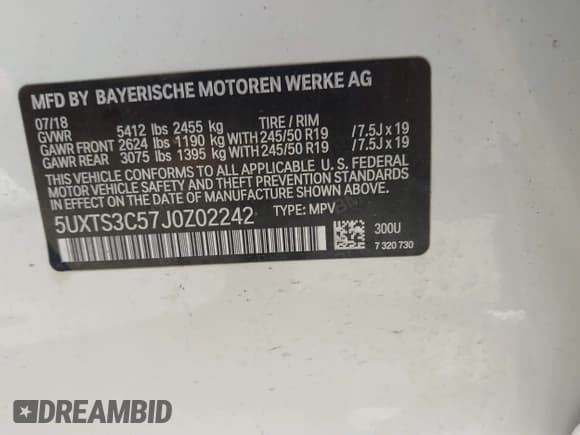 MFD BY BAYERISCHE MOTOREN WERKE AG
07/18
GVWR 5412 lbs 2455 kg TIRE / RIM
GAWR FRONT 2624 lbs 1190 kg WITH 245/50 R19 /7.5J x 19
GAWR REAR 3075 lbs 1395 kg WITH 245/50 R19 /7.5J x 19
THIS VEHICLE CONFORMS TO ALL APPLICABLE U. S. FEDERAL
MOTOR VEHICLE SAFETY AND THEFT PREVENTION STANDARDS
IN EFFECT ON THE DATE OF MANUFACTURE SHOWN ABOVE.
5UXTS3C57J0Z02242 TYPE: MPV
300U
7 320 730
DREAMBID